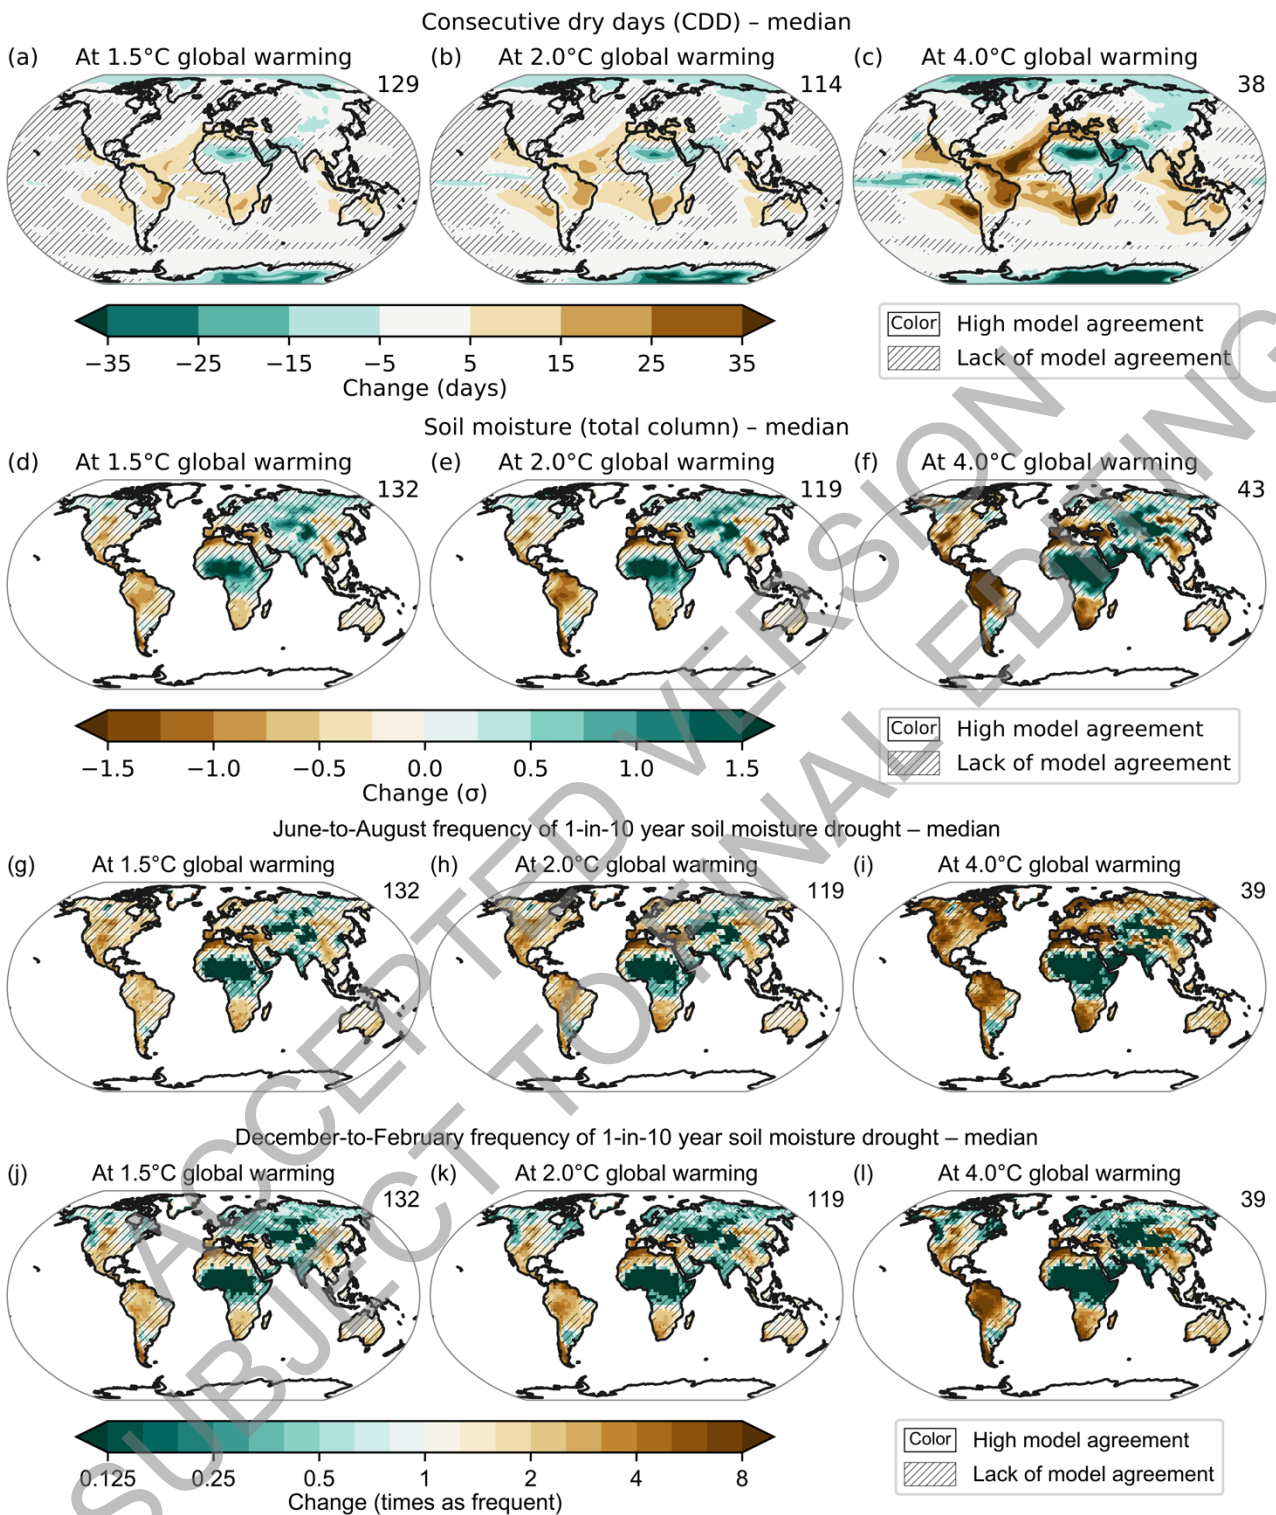 Consecutive dry days (CDD) – median
(a) At 1.5°C global warming 129
(b) At 2.0°C global warming 114
(c) At 4.0°C global warming 38
−35 −25 −15 −5 5 15 25 35
Change (days)
Color High model agreement
Lack of model agreement
Soil moisture (total column) – median
(d) At 1.5°C global warming 132
(e) At 2.0°C global warming 119
(f) At 4.0°C global warming 43
−1.5 −1.0 −0.5 0.0 0.5 1.0 1.5
Change (σ)
Color High model agreement
Lack of model agreement
June-to-August frequency of 1-in-10 year soil moisture drought – median
(g) At 1.5°C global warming 132
(h) At 2.0°C global warming 119
(i) At 4.0°C global warming 39
December-to-February frequency of 1-in-10 year soil moisture drought – median
(j) At 1.5°C global warming 132
(k) At 2.0°C global warming 119
(l) At 4.0°C global warming 39
0.125 0.25 0.5 1 2 4 8
Change (times as frequent)
Color High model agreement
Lack of model agreement
ACCEPTED VERSION
SUBJECT TO FINAL EDITING